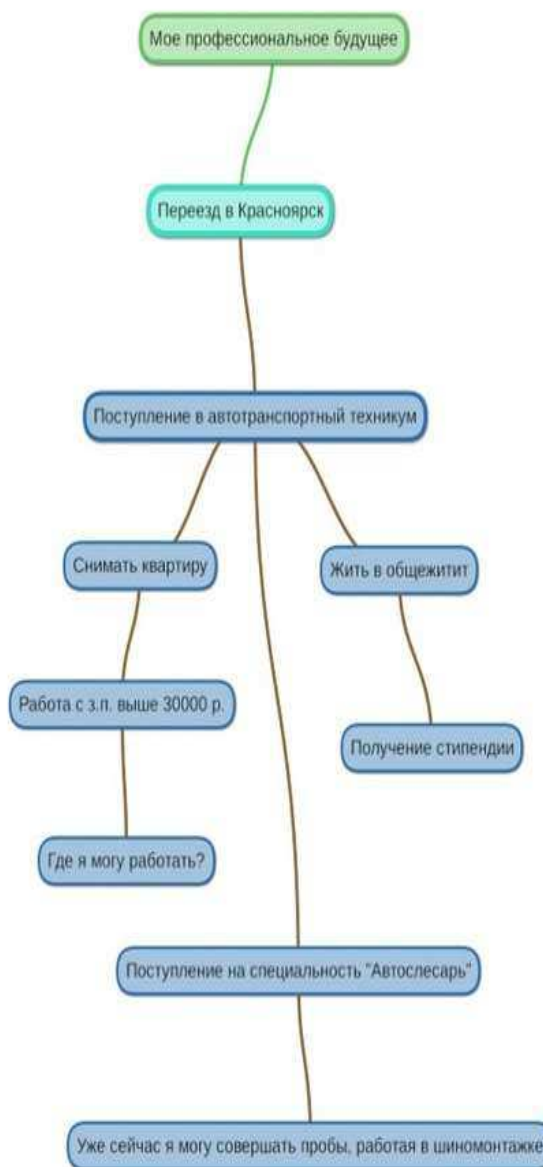 Мое профессиональное будущее
Переезд в Красноярск
Поступление в автотранспортный техникум
Снимать квартиру
Жить в общежитит
Работа с з.п. выше 30000 р.
Получение стипендии
Где я могу работать?
Поступление на специальность "Автослесарь"
Уже сейчас я могу совершать пробы, работая в шиномонтажке